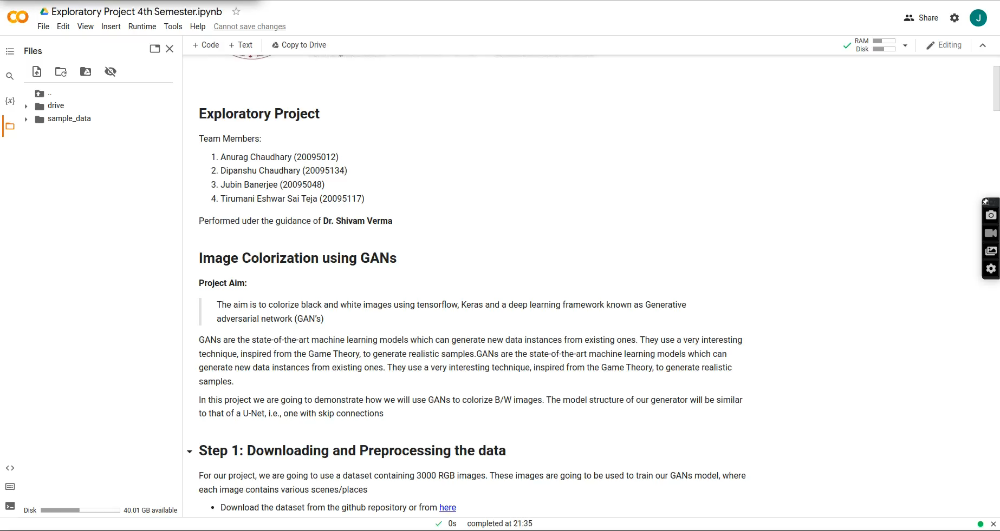 Exploratory Project 4th Semester.ipynb
File Edit View Insert Runtime Tools Help Cannot save changes
Share
J
Files
+ Code + Text Copy to Drive
RAM
Disk
Editing
{x}
..
drive
sample_data
Exploratory Project
Team Members:
1. Anurag Chaudhary (20095012)
2. Dipanshu Chaudhary (20095134)
3. Jubin Banerjee (20095048)
4. Tirumani Eshwar Sai Teja (20095117)
Performed uder the guidance of Dr. Shivam Verma
Image Colorization using GANs
Project Aim:
The aim is to colorize black and white images using tensorflow, Keras and a deep learning framework known as Generative
adversarial network (GAN’s)
GANs are the state-of-the-art machine learning models which can generate new data instances from existing ones. They use a very interesting
technique, inspired from the Game Theory, to generate realistic samples.GANs are the state-of-the-art machine learning models which can
generate new data instances from existing ones. They use a very interesting technique, inspired from the Game Theory, to generate realistic
samples.
In this project we are going to demonstrate how we will use GANs to colorize B/W images. The model structure of our generator will be similar
to that of a U-Net, i.e., one with skip connections
Step 1: Downloading and Preprocessing the data
For our project, we are going to use a dataset containing 3000 RGB images. These images are going to be used to train our GANs model, where
each image contains various scenes/places
• Download the dataset from the github repository or from here
Disk 40.01 GB available
0s completed at 21:35